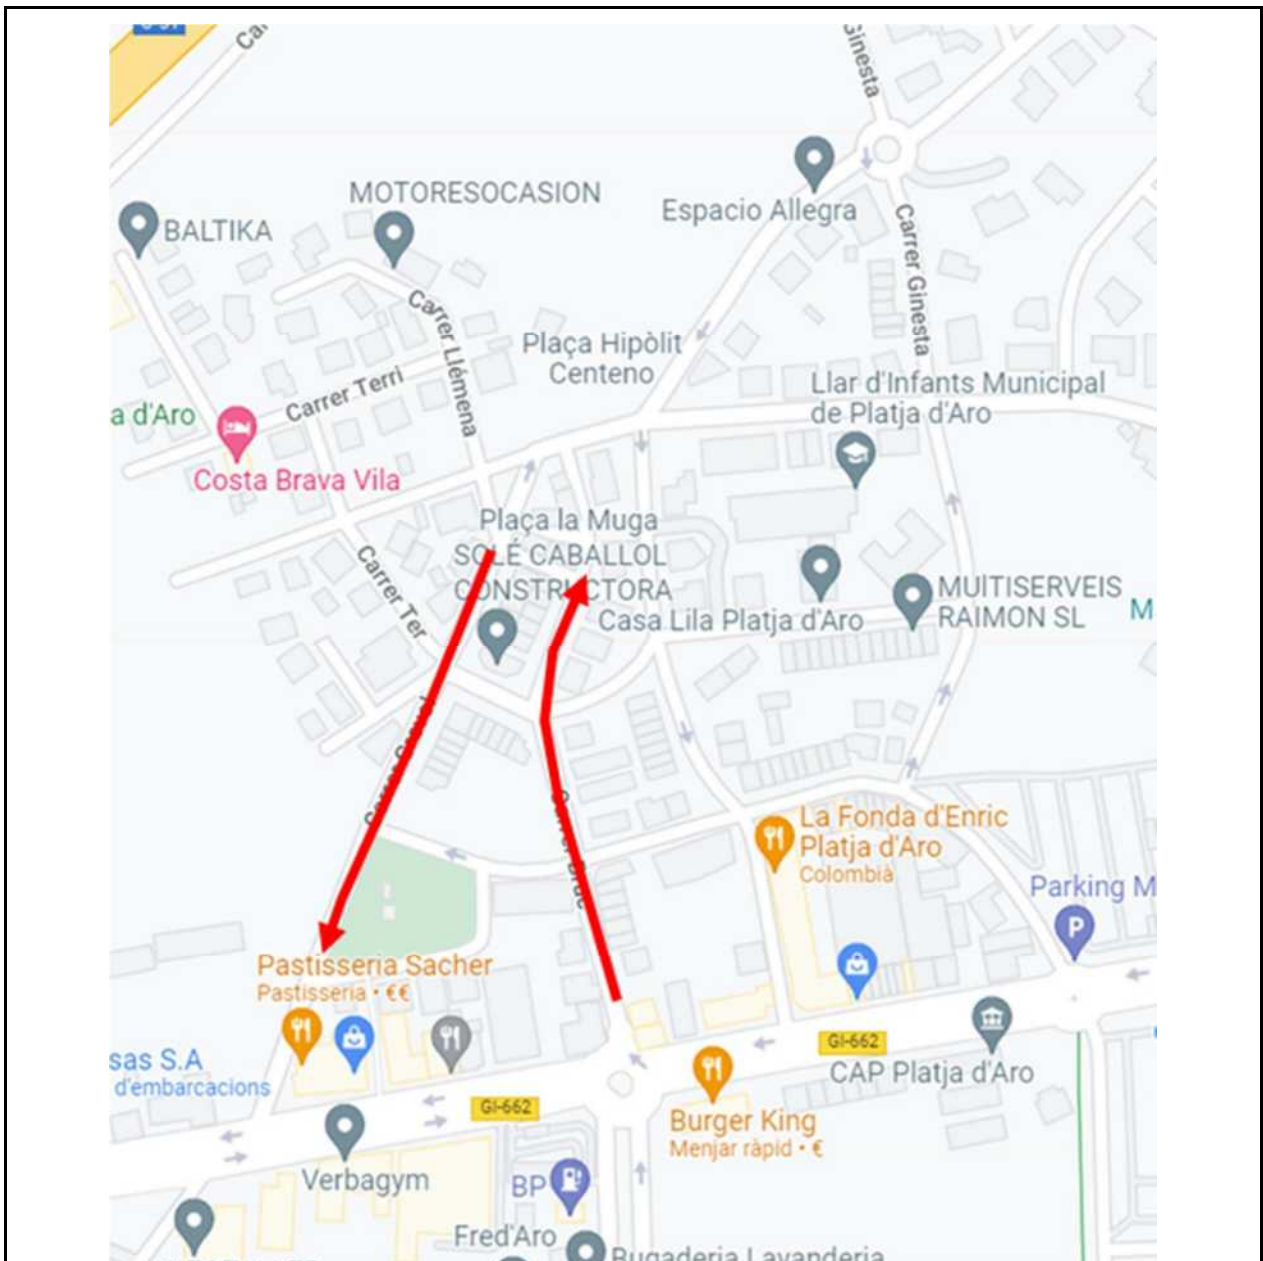 Ginesta
MOTORESOCASION
Espacio Allegra
BALTIKA
Carrer Ginesta
Carrer Llémena
Plaça Hipòlit
Centeno
Carrer Terri
Llar d'Infants Municipal
de Platja d'Aro
a d'Aro
Costa Brava Vila
Plaça la Muga
SOLÉ CABALLOL
CONSTRUCTORA
Carrer Ter
Casa Lila Platja d'Aro
MUITISERVEIS
RAIMON SL
M
La Fonda d'Enric
Platja d'Aro
Colombià
Parking M
P
Pastisseria Sacher
Pastisseria • €€
sas S.A
d'embarcacions
GI-662
CAP Platja d'Aro
GI-662
Burger King
Menjar ràpid • €
Verbagym
BP
Fred'Aro
Bugaderia Lavanderia